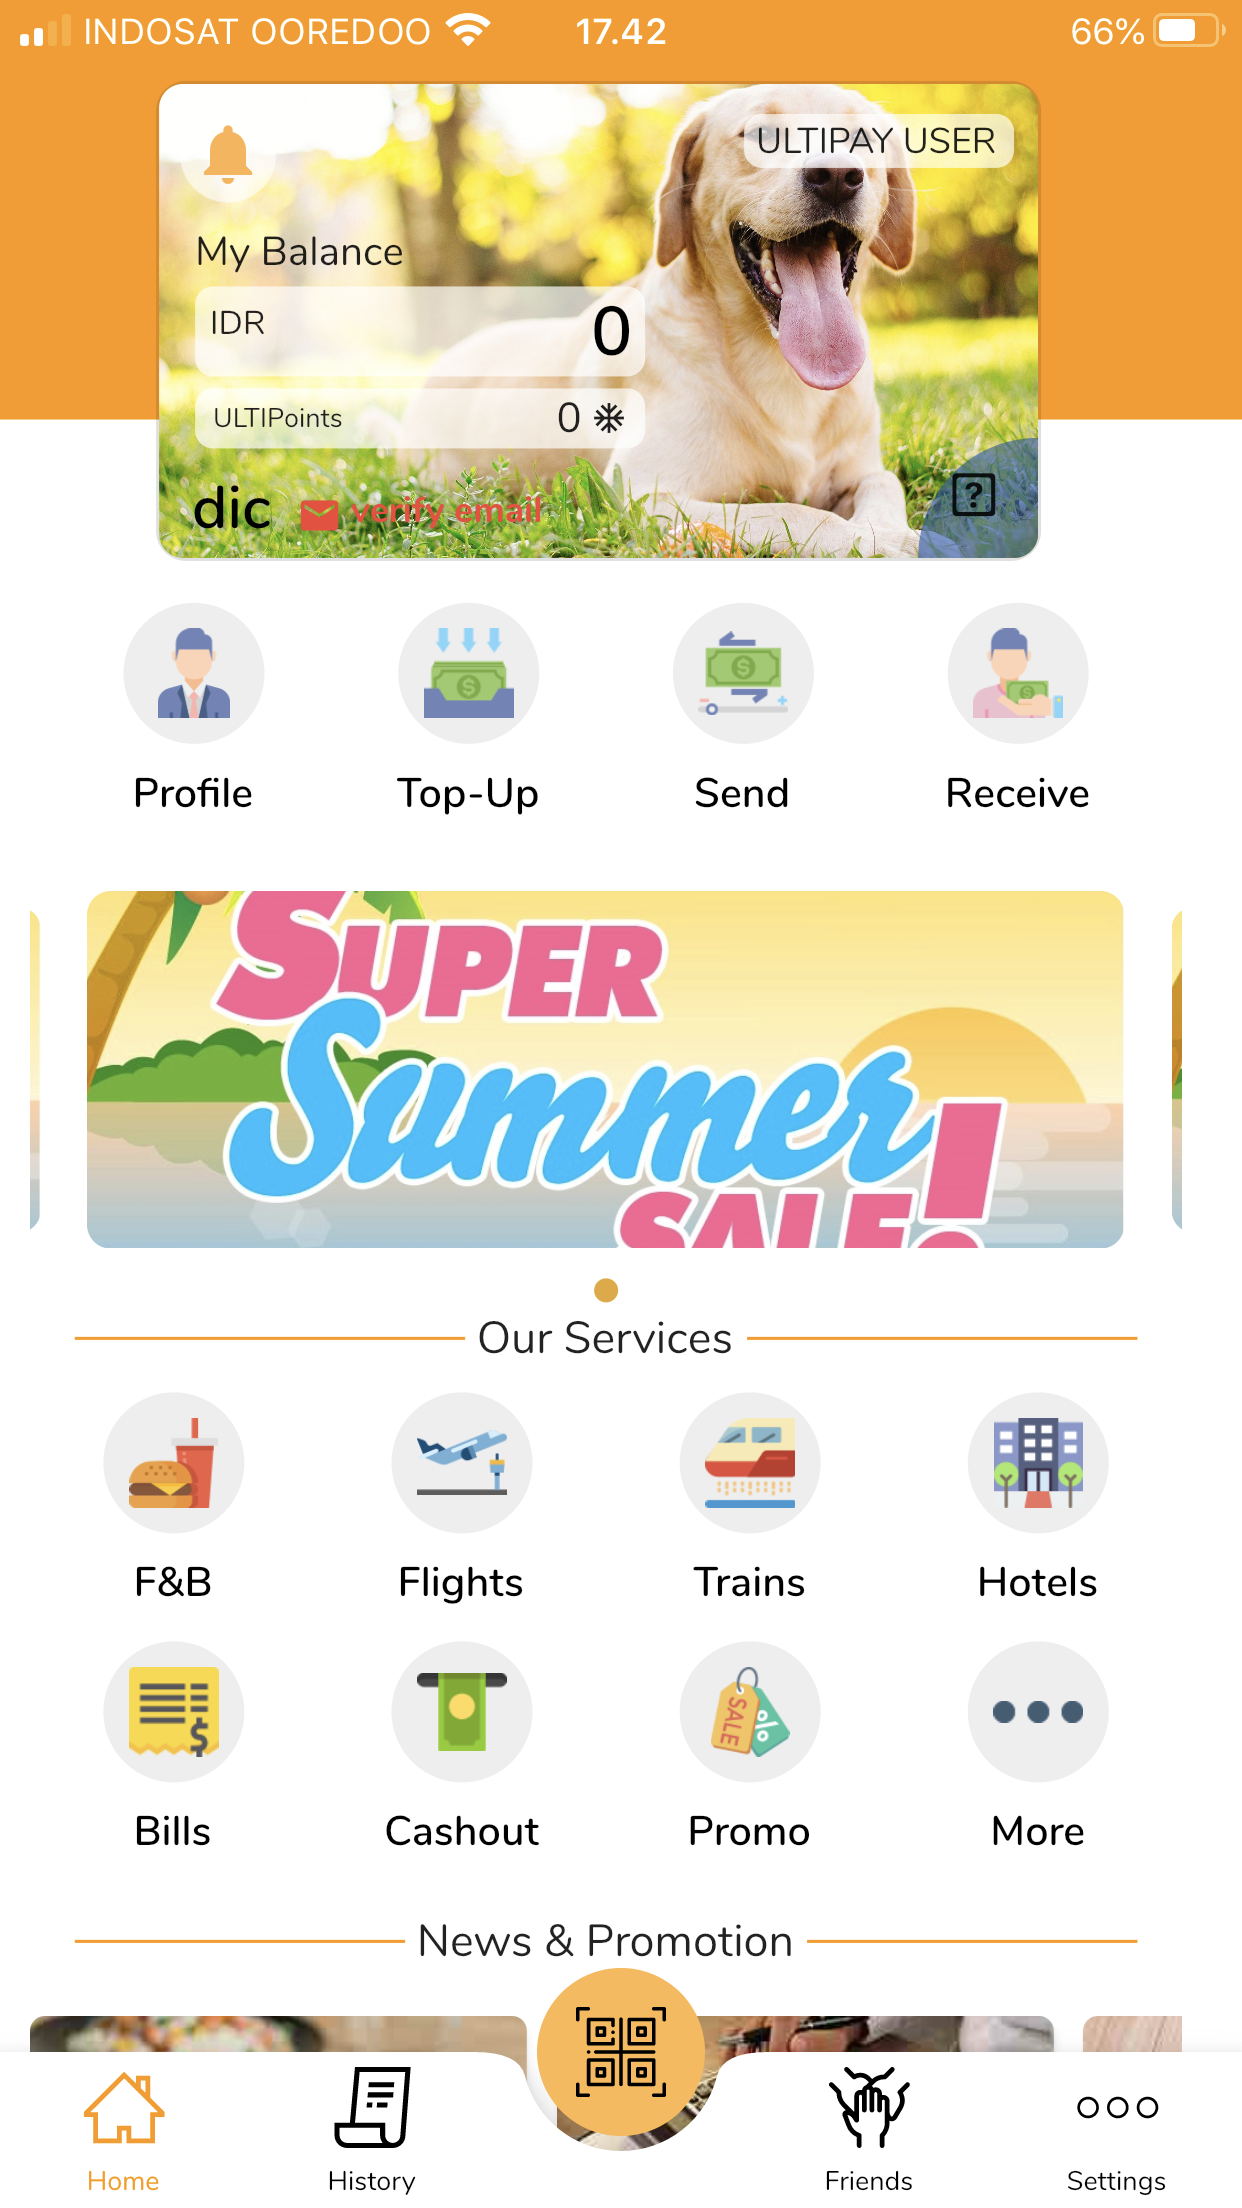 INDOSAT OOREDOO 17.42 66%
ULTIPAY USER
My Balance
IDR 0
ULTIPoints 0
dic verify email
Profile Top-Up Send Receive
SUPER
Summer
SALE!
Our Services
F&B Flights Trains Hotels
SALE %
Bills Cashout Promo More
News & Promotion
Home History Friends Settings